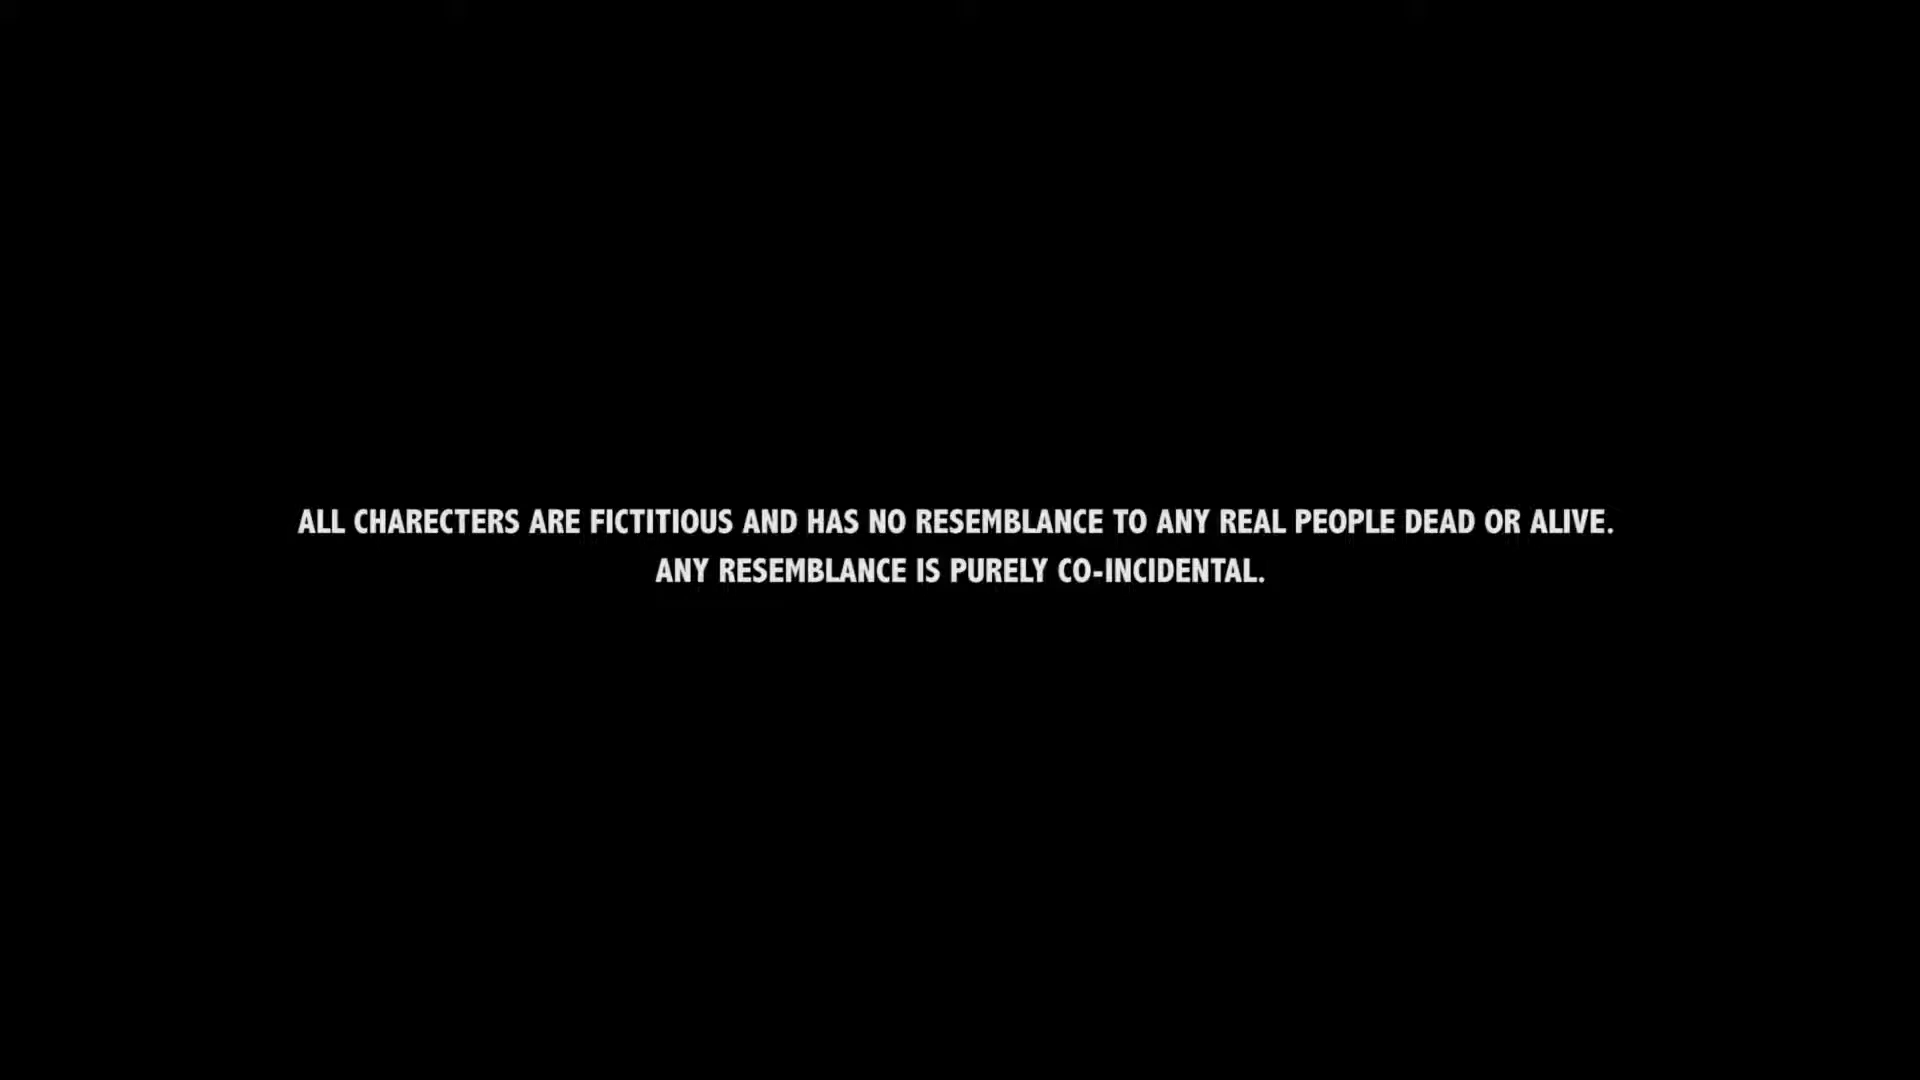 ALL CHARECTERS ARE FICTITIOUS AND HAS NO RESEMBLANCE TO ANY REAL PEOPLE DEAD OR ALIVE.
ANY RESEMBLANCE IS PURELY CO-INCIDENTAL.